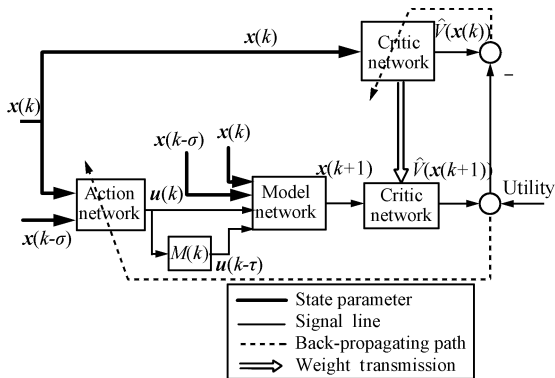 x(k)
Critic
network
V̂(x(k))
x(k)
−
x(k)
x(k-σ)
x(k+1)
V̂(x(k+1))
Action
network
u(k)
Model
network
Critic
network
Utility
x(k-σ)
M(k)
u(k-τ)
State parameter
Signal line
Back-propagating path
Weight transmission